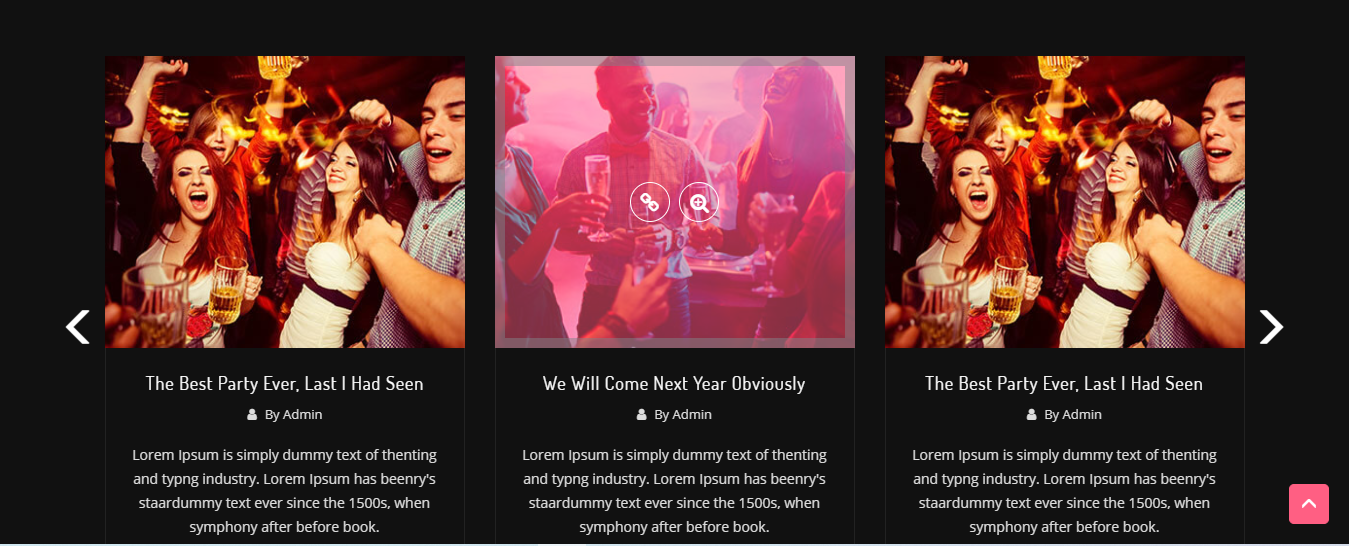 The Best Party Ever, Last I Had Seen
By Admin
Lorem Ipsum is simply dummy text of thenting
and typng industry. Lorem Ipsum has beenry's
staardummy text ever since the 1500s, when
symphony after before book.
We Will Come Next Year Obviously
By Admin
Lorem Ipsum is simply dummy text of thenting
and typng industry. Lorem Ipsum has beenry's
staardummy text ever since the 1500s, when
symphony after before book.
The Best Party Ever, Last I Had Seen
By Admin
Lorem Ipsum is simply dummy text of thenting
and typng industry. Lorem Ipsum has beenry's
staardummy text ever since the 1500s, when
symphony after before book.